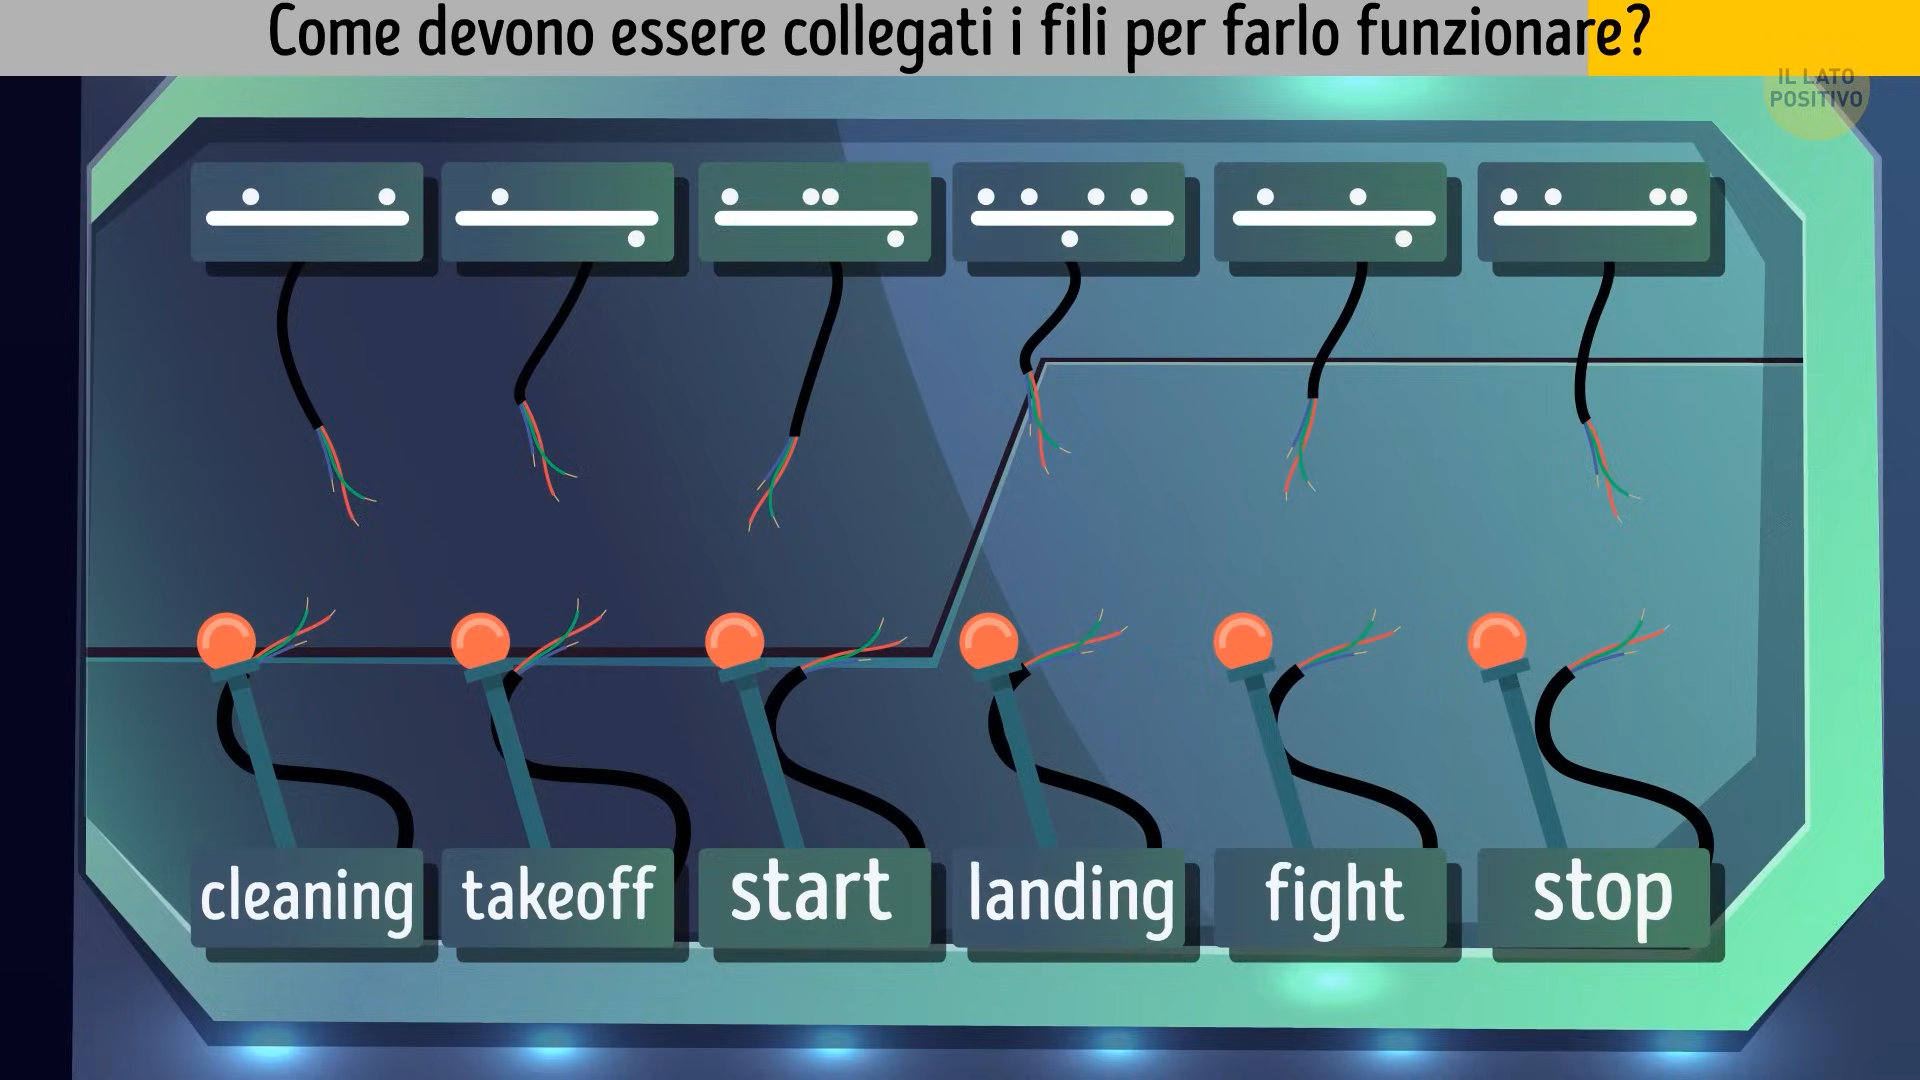 Come devono essere collegati i fili per farlo funzionare?
IL LATO
POSITIVO
cleaning
takeoff
start
landing
fight
stop